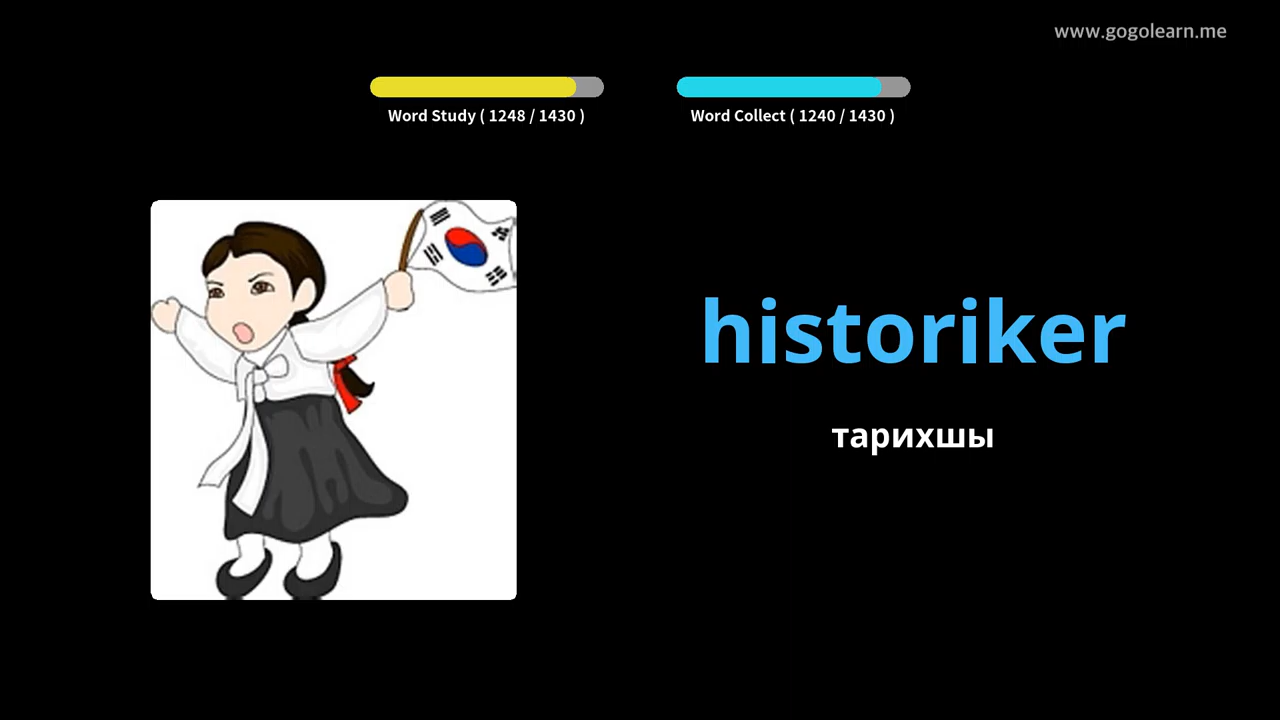 www.gogolearn.me
Word Study ( 1248 / 1430 )
Word Collect ( 1240 / 1430 )
historiker
тарихшы